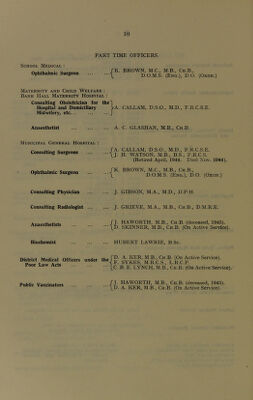 10
PART TIME OFFICERS.
SCHOOL MEDICAL :
Ophthalmic Surgeon ... ... R. BROWN, M.C., M.B., CH.B.,
D.O.M.S. (ENG.), D.O. (OXON.)
MATERNITY AND CHILD WELFARE :
BANK HALL MATERNITY HOSPITAL :
Consulting Obstetrician for the
Hospital and Domiciliary
Midwifery, etc. ... ... A. CALLAM, D.S.O., M.D., F.R.C.S.E.
Anaesthetist ... ... A. C. GLASHAN, M.B., CH.B.
MUNICIPAL GENERAL HOSPITAL :
Consulting Surgeons ... ... A. CALLAM, D.S.O., M.D., F.R.C.S.E.
J. H. WATSON, M.B., B.S., F.R.C.S.
(Retired April, 1944. Died Nov. 1944).
Ophthalmic Surgeon ... ... R. BROWN, M.C., M.B., CH.B.,
D.O.M.S. (ENG.), D.O. (OXON.)
Consulting Physician ... J. GIBSON, M.A., M.D., D.P.H.
Consulting Radiologist ... J. GRIEVE, M.A., M.B., CH.B., D.M.R.E.
Anaesthetists ... ... J. HAWORTH, M.B., CH.B. (deceased, 1943).
D. SKINNER, M.B., CH.B. (On Active Service).
Biochemist ... HUBERT LAWRIE, B.Sc.
District Medical Officers under the
Poor Law Acts
D. A. KER, M.B., CH.B. (On Active Service).
F. SYKES, M.R.C.S., L.R.C.P.
C. B. E. LYNCH, M.B., CH.B. (On Active Service).
Public Vaccinators ... ... J. HAWORTH, M.B., CH.B. (deceased, 1943).
D. A. KER, M.B., CH.B. (On Active Service).